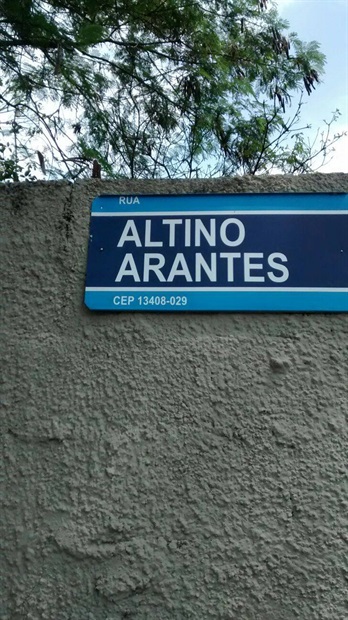 RUA
ALTINO
ARANTES
CEP 13408-029